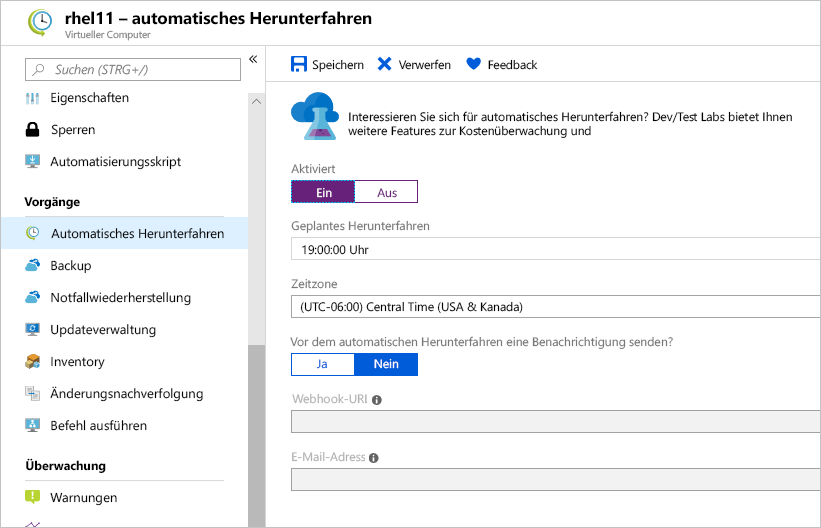 rhel11 – automatisches Herunterfahren
Virtueller Computer
Suchen (STRG+/)
«
Eigenschaften
Sperren
Automatisierungsskript
Vorgänge
Automatisches Herunterfahren
Backup
Notfallwiederherstellung
Updateverwaltung
Inventory
Änderungsnachverfolgung
Befehl ausführen
Überwachung
Warnungen
Speichern Verwerfen Feedback
Interessieren Sie sich für automatisches Herunterfahren? Dev/Test Labs bietet Ihnen
weitere Features zur Kostenüberwachung und
Aktiviert
Ein Aus
Geplantes Herunterfahren
19:00:00 Uhr
Zeitzone
(UTC-06:00) Central Time (USA & Kanada)
Vor dem automatischen Herunterfahren eine Benachrichtigung senden?
Ja Nein
Webhook-URI
E-Mail-Adress